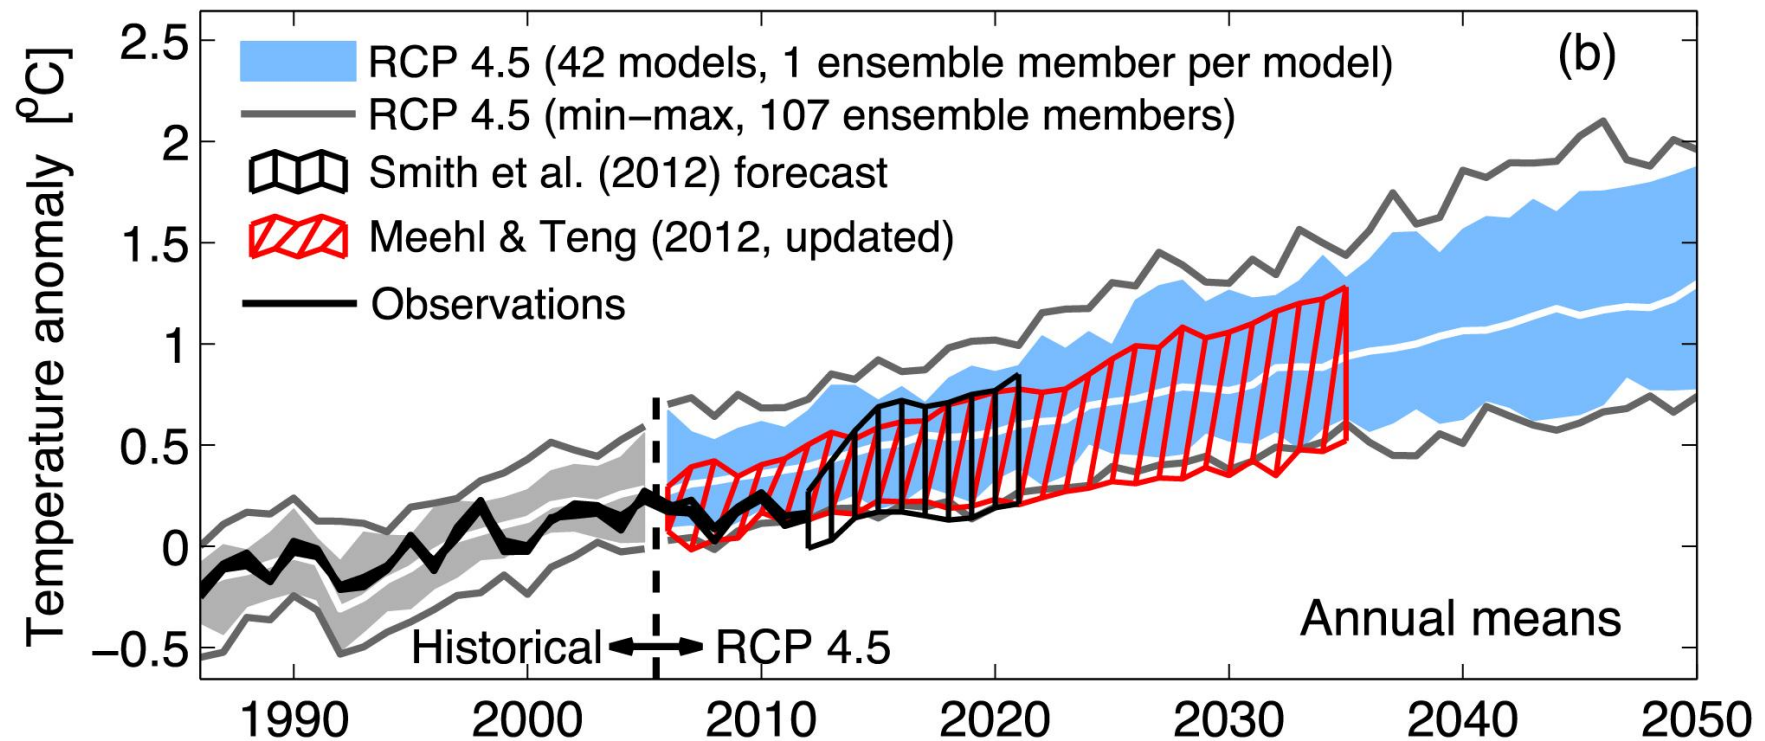 Temperature anomaly [ºC]
2.5
2
1.5
1
0.5
0
−0.5
RCP 4.5 (42 models, 1 ensemble member per model)
(b)
RCP 4.5 (min−max, 107 ensemble members)
Smith et al. (2012) forecast
Meehl & Teng (2012, updated)
Observations
Annual means
Historical
RCP 4.5
1990
2000
2010
2020
2030
2040
2050